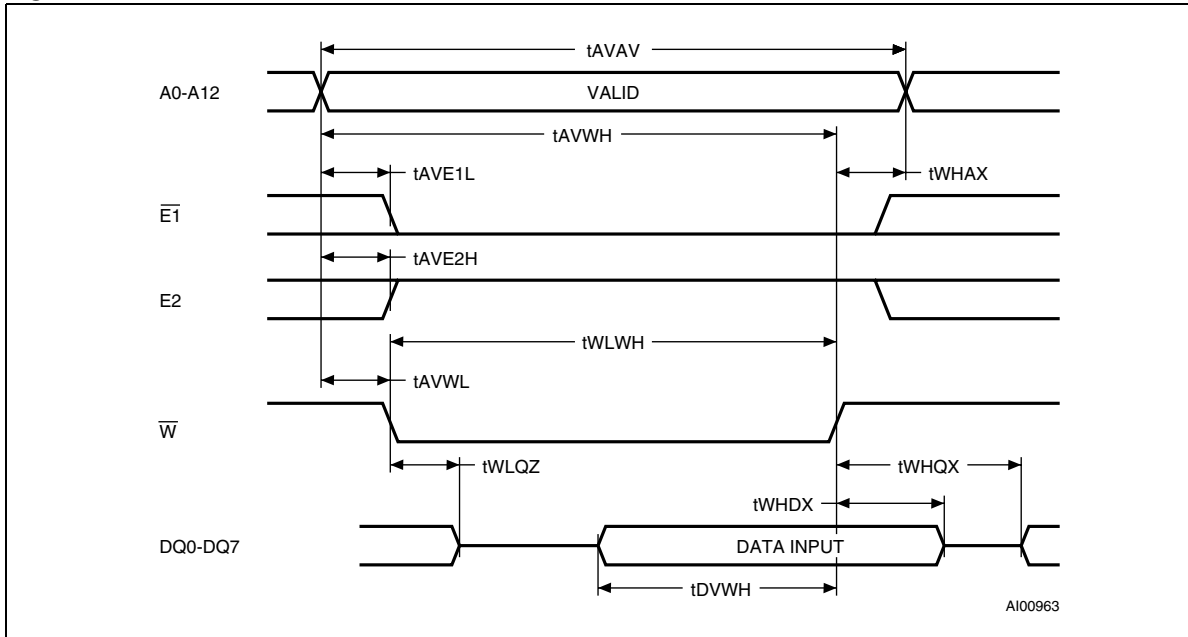 tAVAV
A0-A12
VALID
tAVWH
tAVE1L
tWHAX
E1
tAVE2H
E2
tWLWH
tAVWL
W
tWLQZ
tWHQX
tWHDX
DQ0-DQ7
DATA INPUT
tDVWH
AI00963